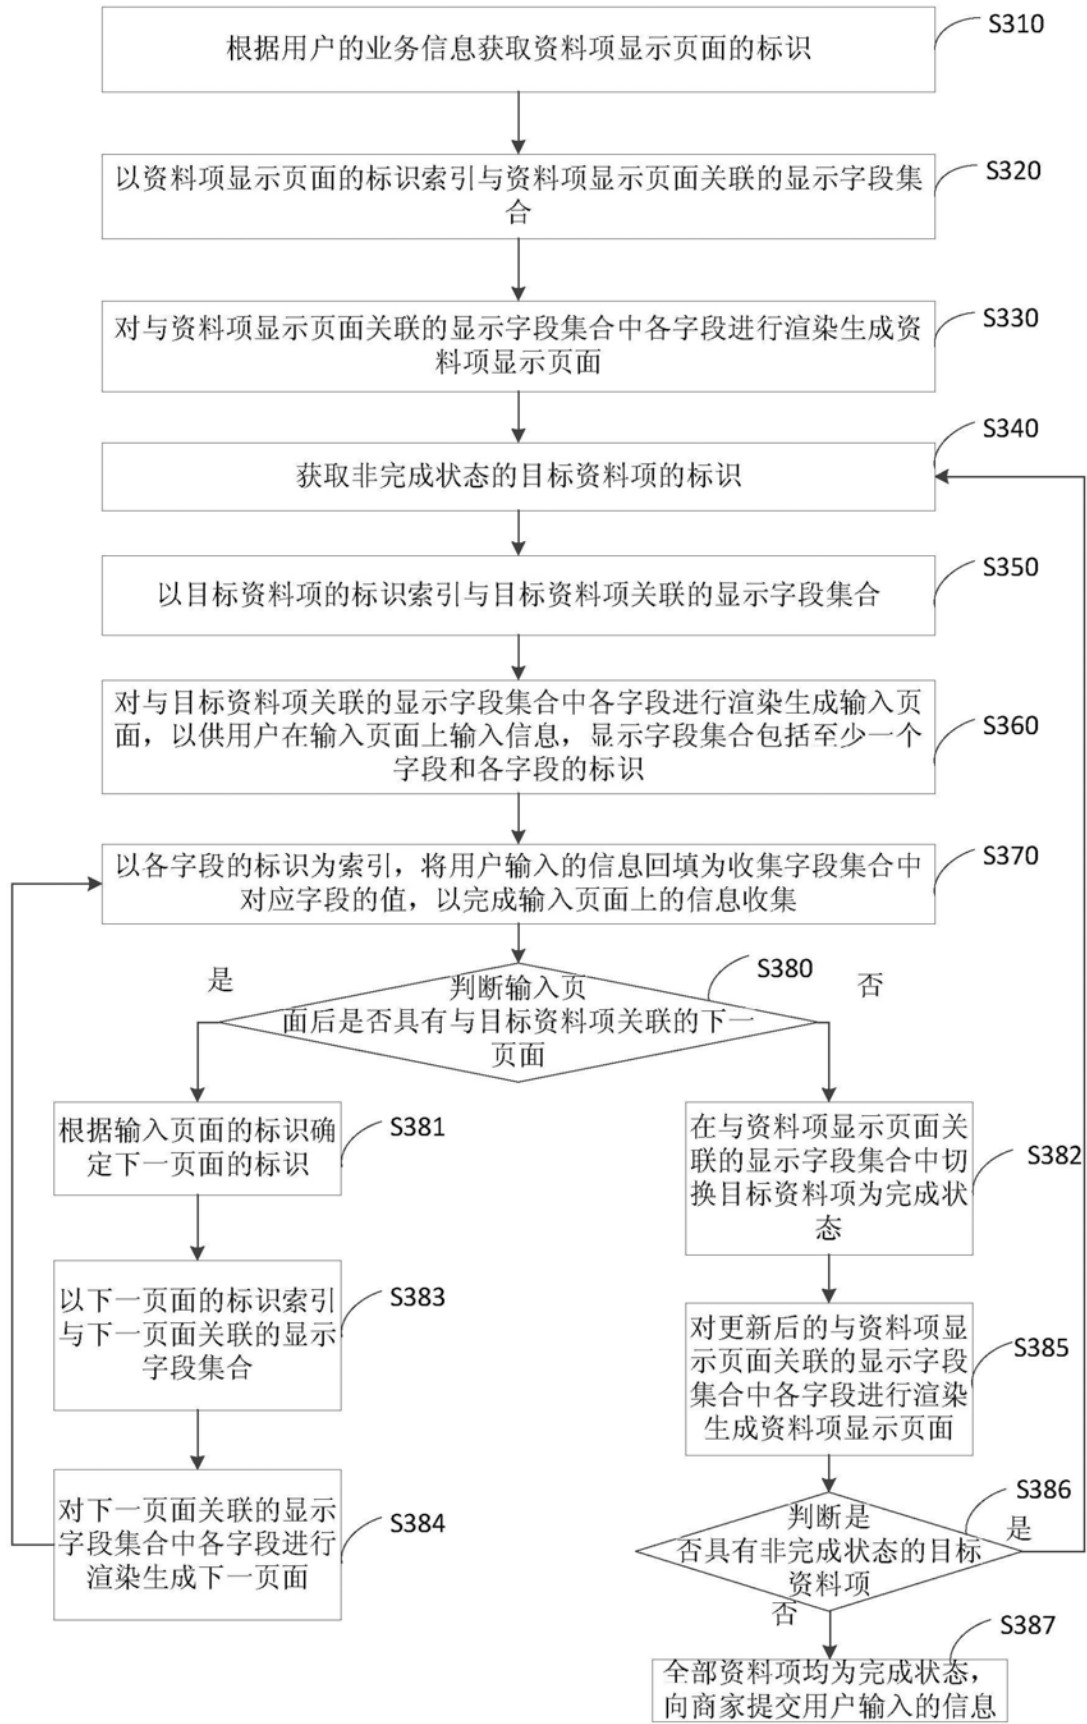 根据用户的业务信息获取资料项显示页面的标识
S310
以资料项显示页面的标识索引与资料项显示页面关联的显示字段集
合
S320
对与资料项显示页面关联的显示字段集合中各字段进行渲染生成资
料项显示页面
S330
获取非完成状态的目标资料项的标识
S340
以目标资料项的标识索引与目标资料项关联的显示字段集合
S350
对与目标资料项关联的显示字段集合中各字段进行渲染生成输入页
面，以供用户在输入页面上输入信息，显示字段集合包括至少一个
字段和各字段的标识
S360
以各字段的标识为索引，将用户输入的信息回填为收集字段集合中
对应字段的值，以完成输入页面上的信息收集
S370
是
判断输入页
面后是否具有与目标资料项关联的下一
页面
S380
否
根据输入页面的标识确
定下一页面的标识
S381
在与资料项显示页面关
联的显示字段集合中切
换目标资料项为完成状
态
S382
以下一页面的标识索引
与下一页面关联的显示
字段集合
S383
对更新后的与资料项显
示页面关联的显示字段
集合中各字段进行渲染
生成资料项显示页面
S385
对下一页面关联的显示
字段集合中各字段进行
渲染生成下一页面
S384
判断是
否具有非完成状态的目标
资料项
S386
是
否
全部资料项均为完成状态，
向商家提交用户输入的信息
S387